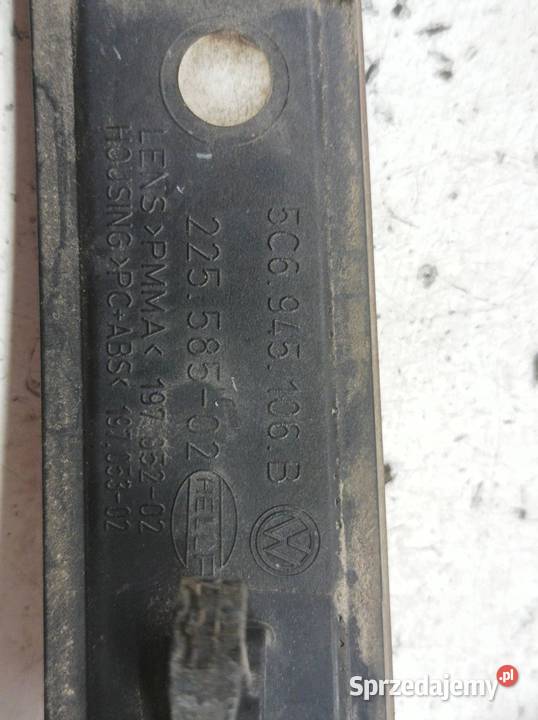 5C6.945.106.B
225.585-02 HELLA
LENS >PMMA< 197.352-02
HOUSING >PC+ABS< 197.353-02
Sprzedajemy.pl